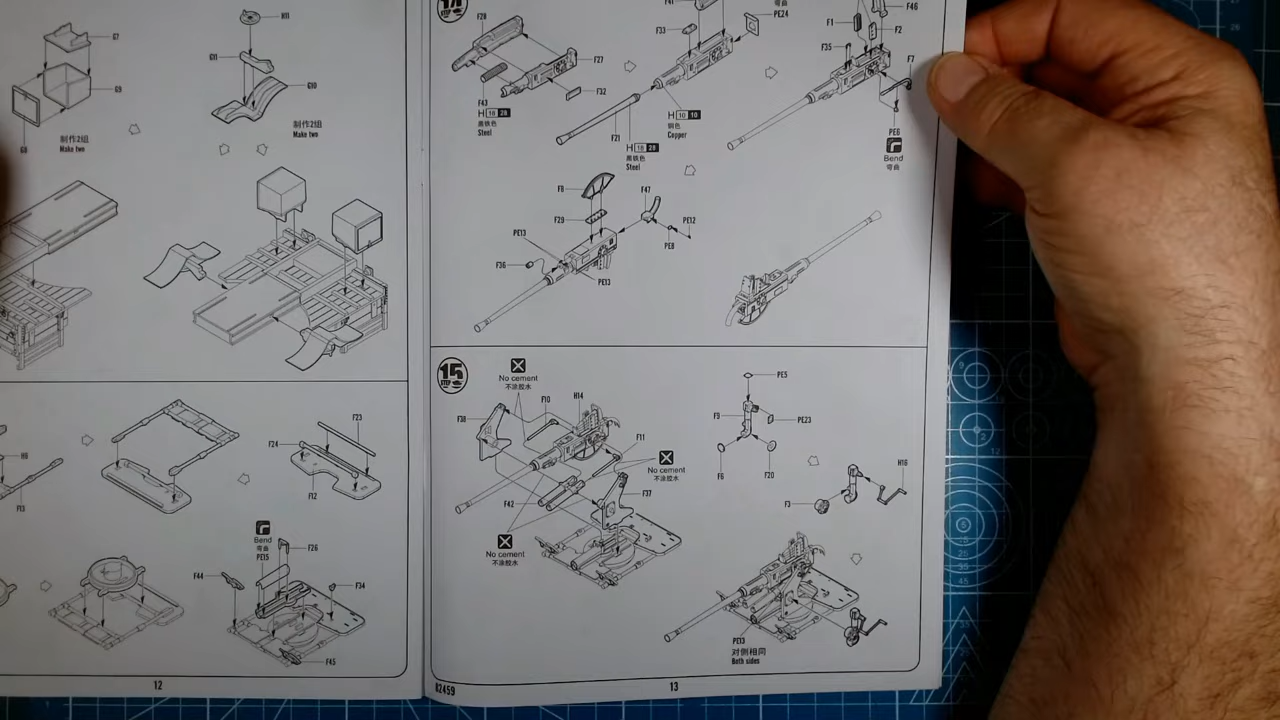 G7
G9
G8
制作2组
Make two
H11
G11
G10
制作2组
Make two
F23
F24
F12
F13
Bend
弯曲
PE15
F26
F44
F34
F45
12
STEP
F28
F27
F43
H 18 28
黑铁色
Steel
F32
F33
PE24
F21
H 10 10
铜色
Copper
H 18 28
黑铁色
Steel
F1
F46
F2
F35
F7
PE6
Bend
弯曲
F8
F29
F47
PE12
PE8
PE13
F36
PE13
15
STEP
No cement
不涂胶水
F38
F10
H14
F11
No cement
不涂胶水
F37
F42
No cement
不涂胶水
PE5
F9
PE23
F6
F20
F3
H16
PE13
对侧相同
Both sides
82459
13